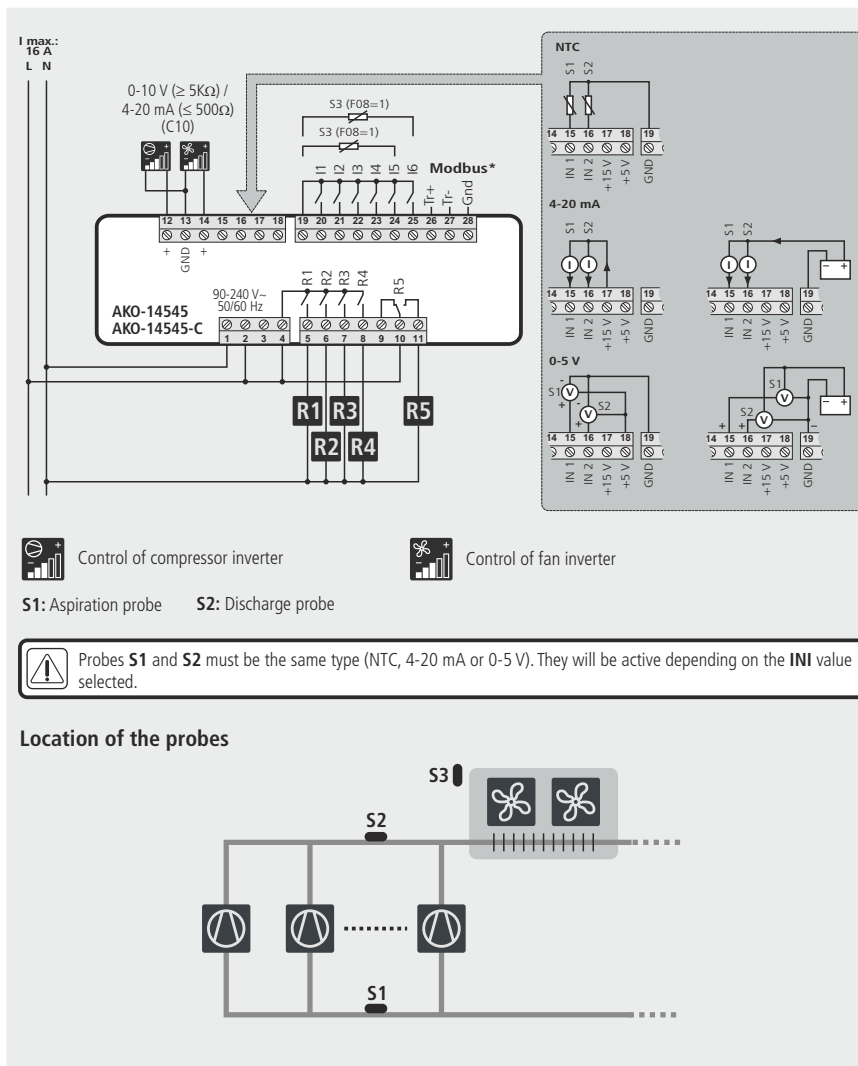 I max.:
16 A
L N
0-10 V (≥ 5KΩ) /
4-20 mA (≤ 500Ω)
(C10)
S3 (F08=1)
S3 (F08=1)
I1 I2 I3 I4 I5 I6
Modbus*
Tr+ Tr- Gnd
12 13 14 15 16 17 18
19 20 21 22 23 24 25 26 27 28
+ GND +
AKO-14545
AKO-14545-C
90-240 V~
50/60 Hz
R1 R2 R3 R4 R5
1 2 3 4
5 6 7 8 9 10 11
R1 R3 R5
R2 R4
NTC
S1 S2
14 15 16 17 18 19
IN 1 IN 2 +15 V +5 V GND
4-20 mA
S1 S2
I I
14 15 16 17 18 19
IN 1 IN 2 +15 V +5 V GND
S1 S2
I I
- +
14 15 16 17 18 19
IN 1 IN 2 +15 V +5 V GND
0-5 V
- S1 V +
- S2 V +
14 15 16 17 18 19
IN 1 IN 2 +15 V +5 V GND
S1 V
S2 V
- +
+ + -
14 15 16 17 18 19
IN 1 IN 2 +15 V +5 V GND
- + Control of compressor inverter
- + Control of fan inverter
S1: Aspiration probe S2: Discharge probe
Probes S1 and S2 must be the same type (NTC, 4-20 mA or 0-5 V). They will be active depending on the INI value
selected.
Location of the probes
S3
S2
S1